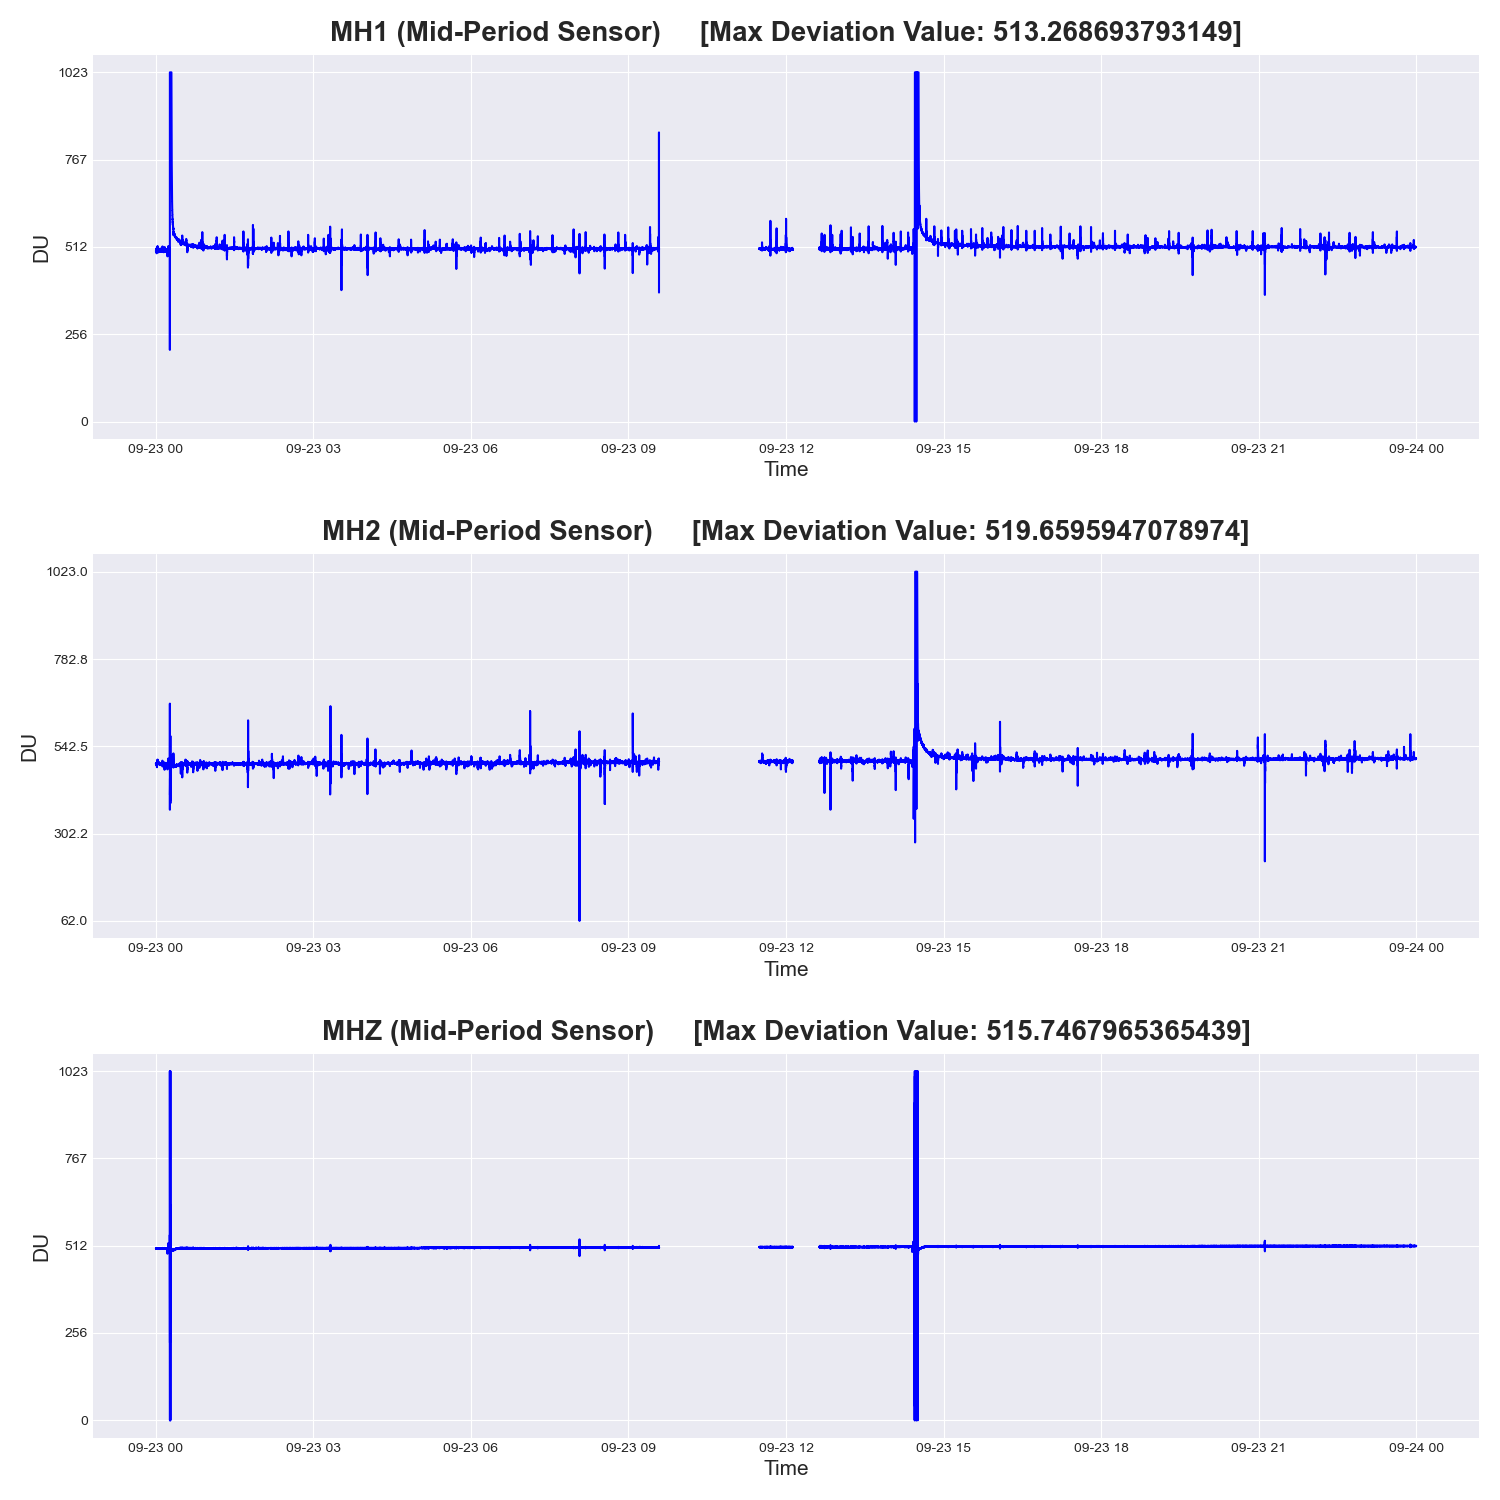 MH1 (Mid-Period Sensor) [Max Deviation Value: 513.268693793149]
1023
767
512
256
0
DU
09-23 00 09-23 03 09-23 06 09-23 09 09-23 12 09-23 15 09-23 18 09-23 21 09-24 00
Time
MH2 (Mid-Period Sensor) [Max Deviation Value: 519.6595947078974]
1023.0
782.8
542.5
302.2
62.0
DU
09-23 00 09-23 03 09-23 06 09-23 09 09-23 12 09-23 15 09-23 18 09-23 21 09-24 00
Time
MHZ (Mid-Period Sensor) [Max Deviation Value: 515.7467965365439]
1023
767
512
256
0
DU
09-23 00 09-23 03 09-23 06 09-23 09 09-23 12 09-23 15 09-23 18 09-23 21 09-24 00
Time